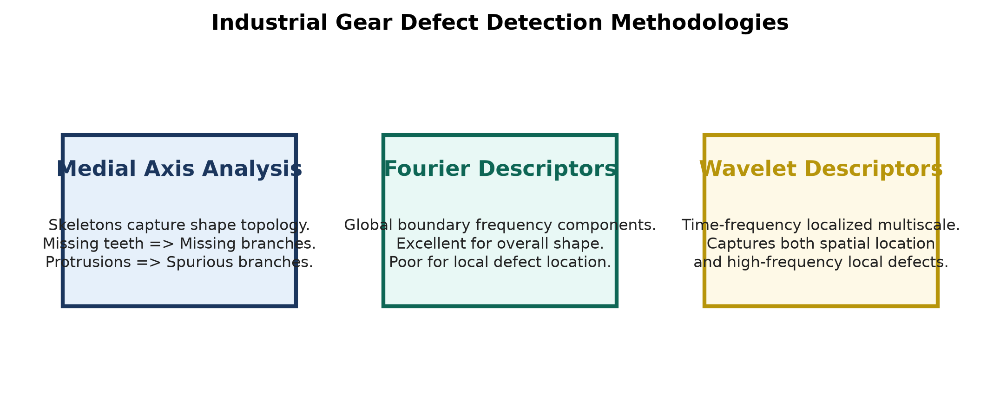 Industrial Gear Defect Detection Methodologies
Medial Axis Analysis
Skeletons capture shape topology.
Missing teeth => Missing branches.
Protrusions => Spurious branches.
Fourier Descriptors
Global boundary frequency components.
Excellent for overall shape.
Poor for local defect location.
Wavelet Descriptors
Time-frequency localized multiscale.
Captures both spatial location
and high-frequency local defects.